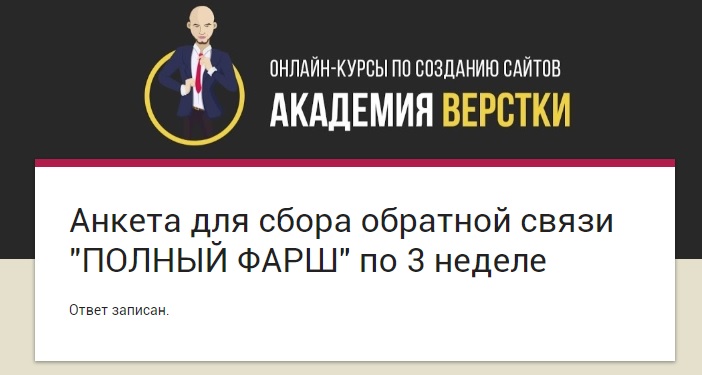 ОНЛАЙН-КУРСЫ ПО СОЗДАНИЮ САЙТОВ
АКАДЕМИЯ ВЕРСТКИ
Анкета для сбора обратной связи
"ПОЛНЫЙ ФАРШ" по 3 неделе
Ответ записан.